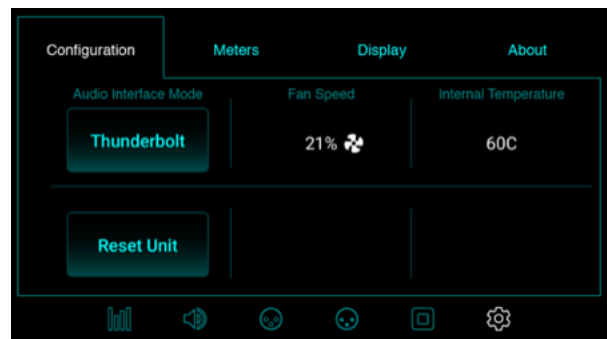 Configuration Meters Display About
Audio Interface Mode Fan Speed Internal Temperature
Thunderbolt 21% 60C
Reset Unit